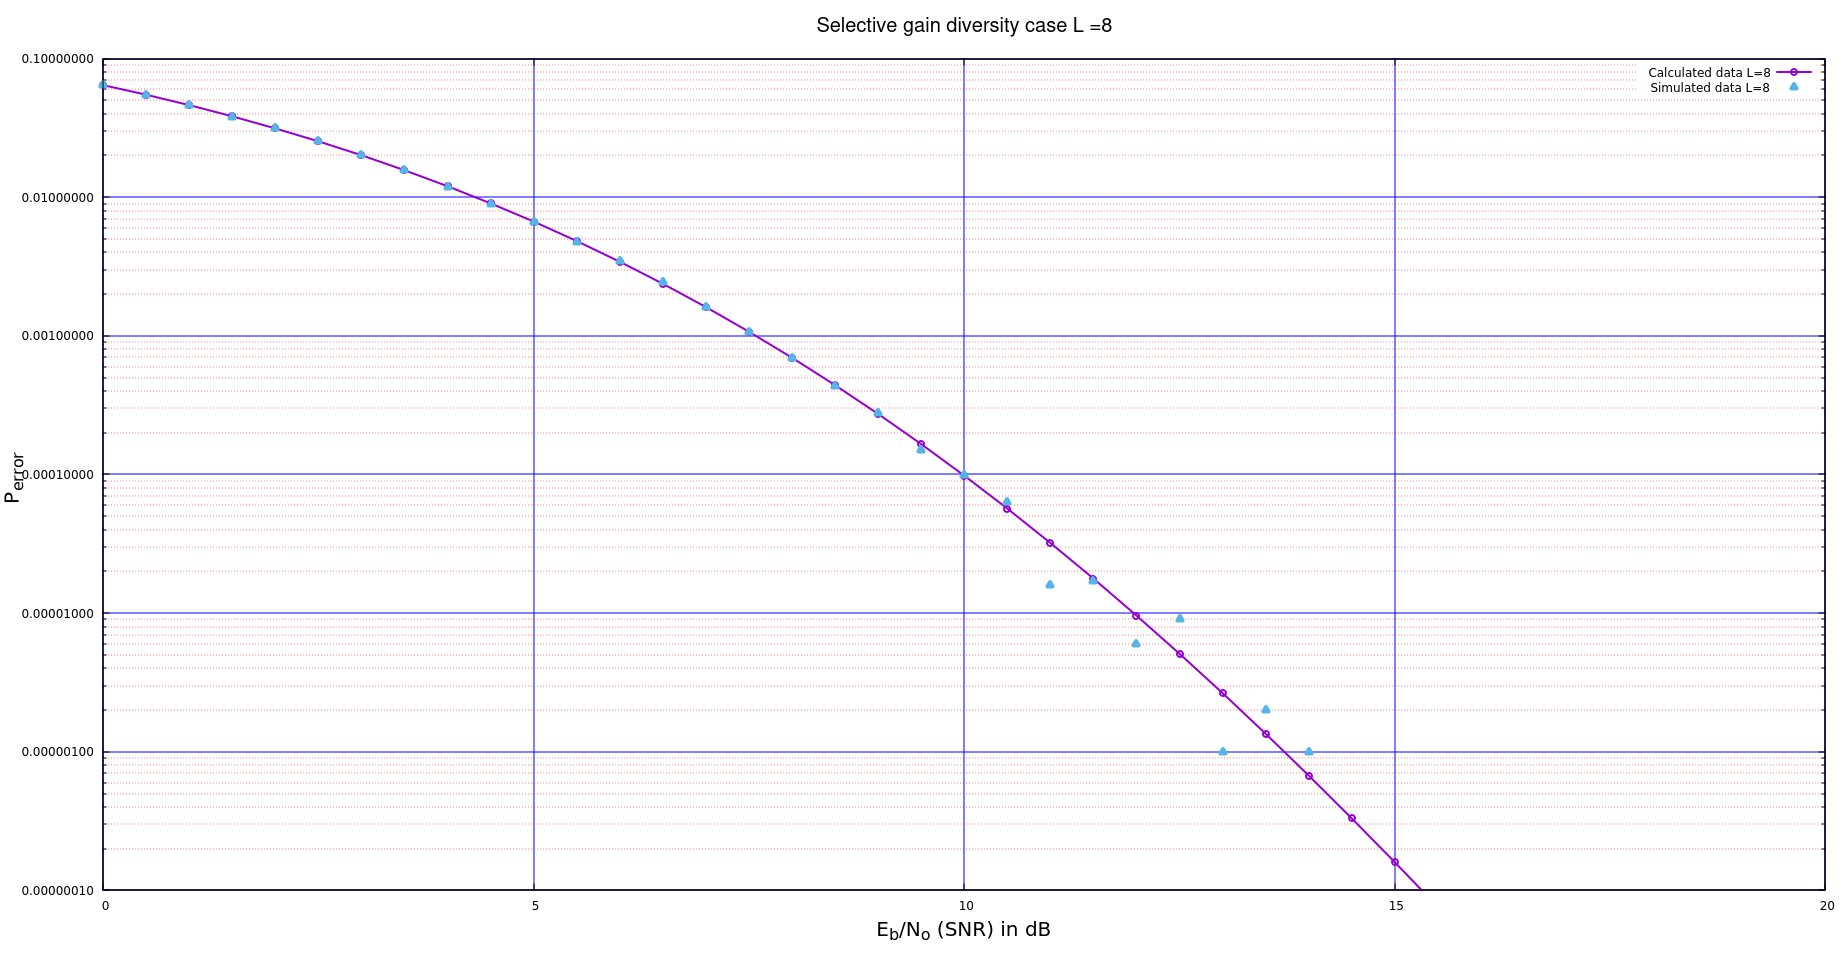 Selective gain diversity case L =8
0.10000000
Calculated data L=8
Simulated data L=8
0.01000000
0.00100000
0.00010000
Perror
0.00001000
0.00000100
0.00000010
0 5 10 15 20
Eb/No (SNR) in dB